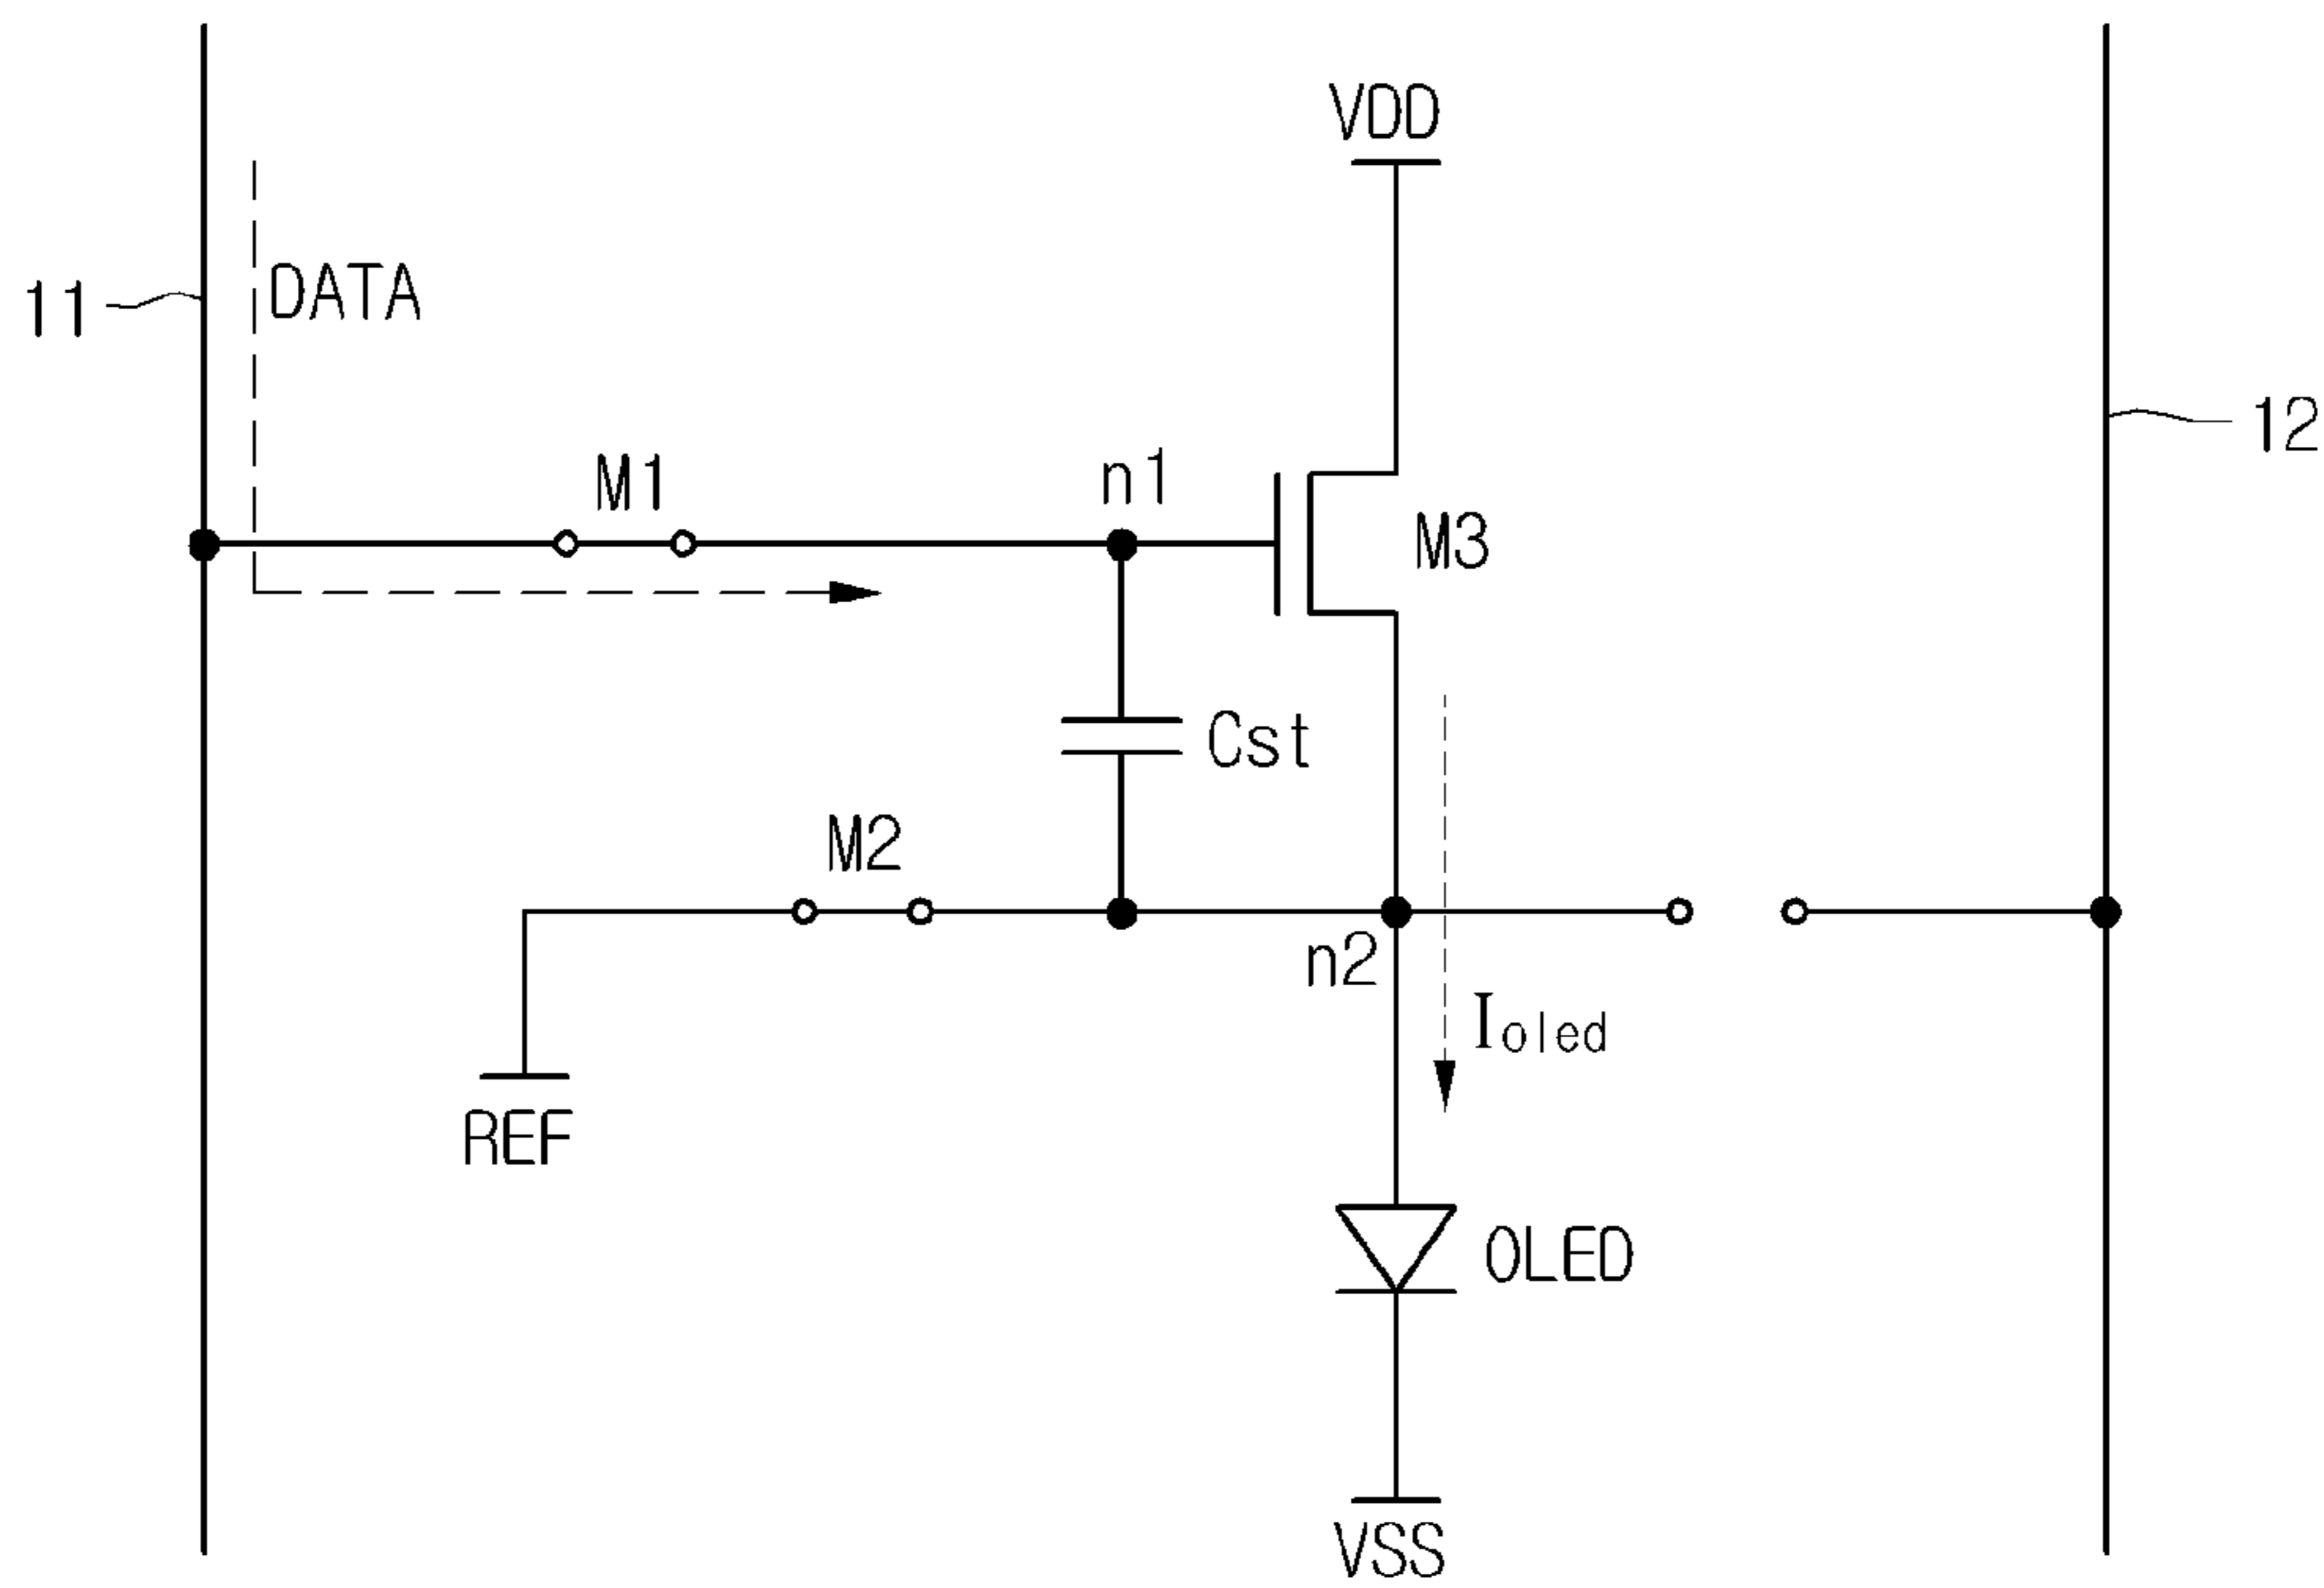 VDD
11
DATA
12
M1
n1
M3
Cst
M2
n2
Ioled
REF
OLED
VSS